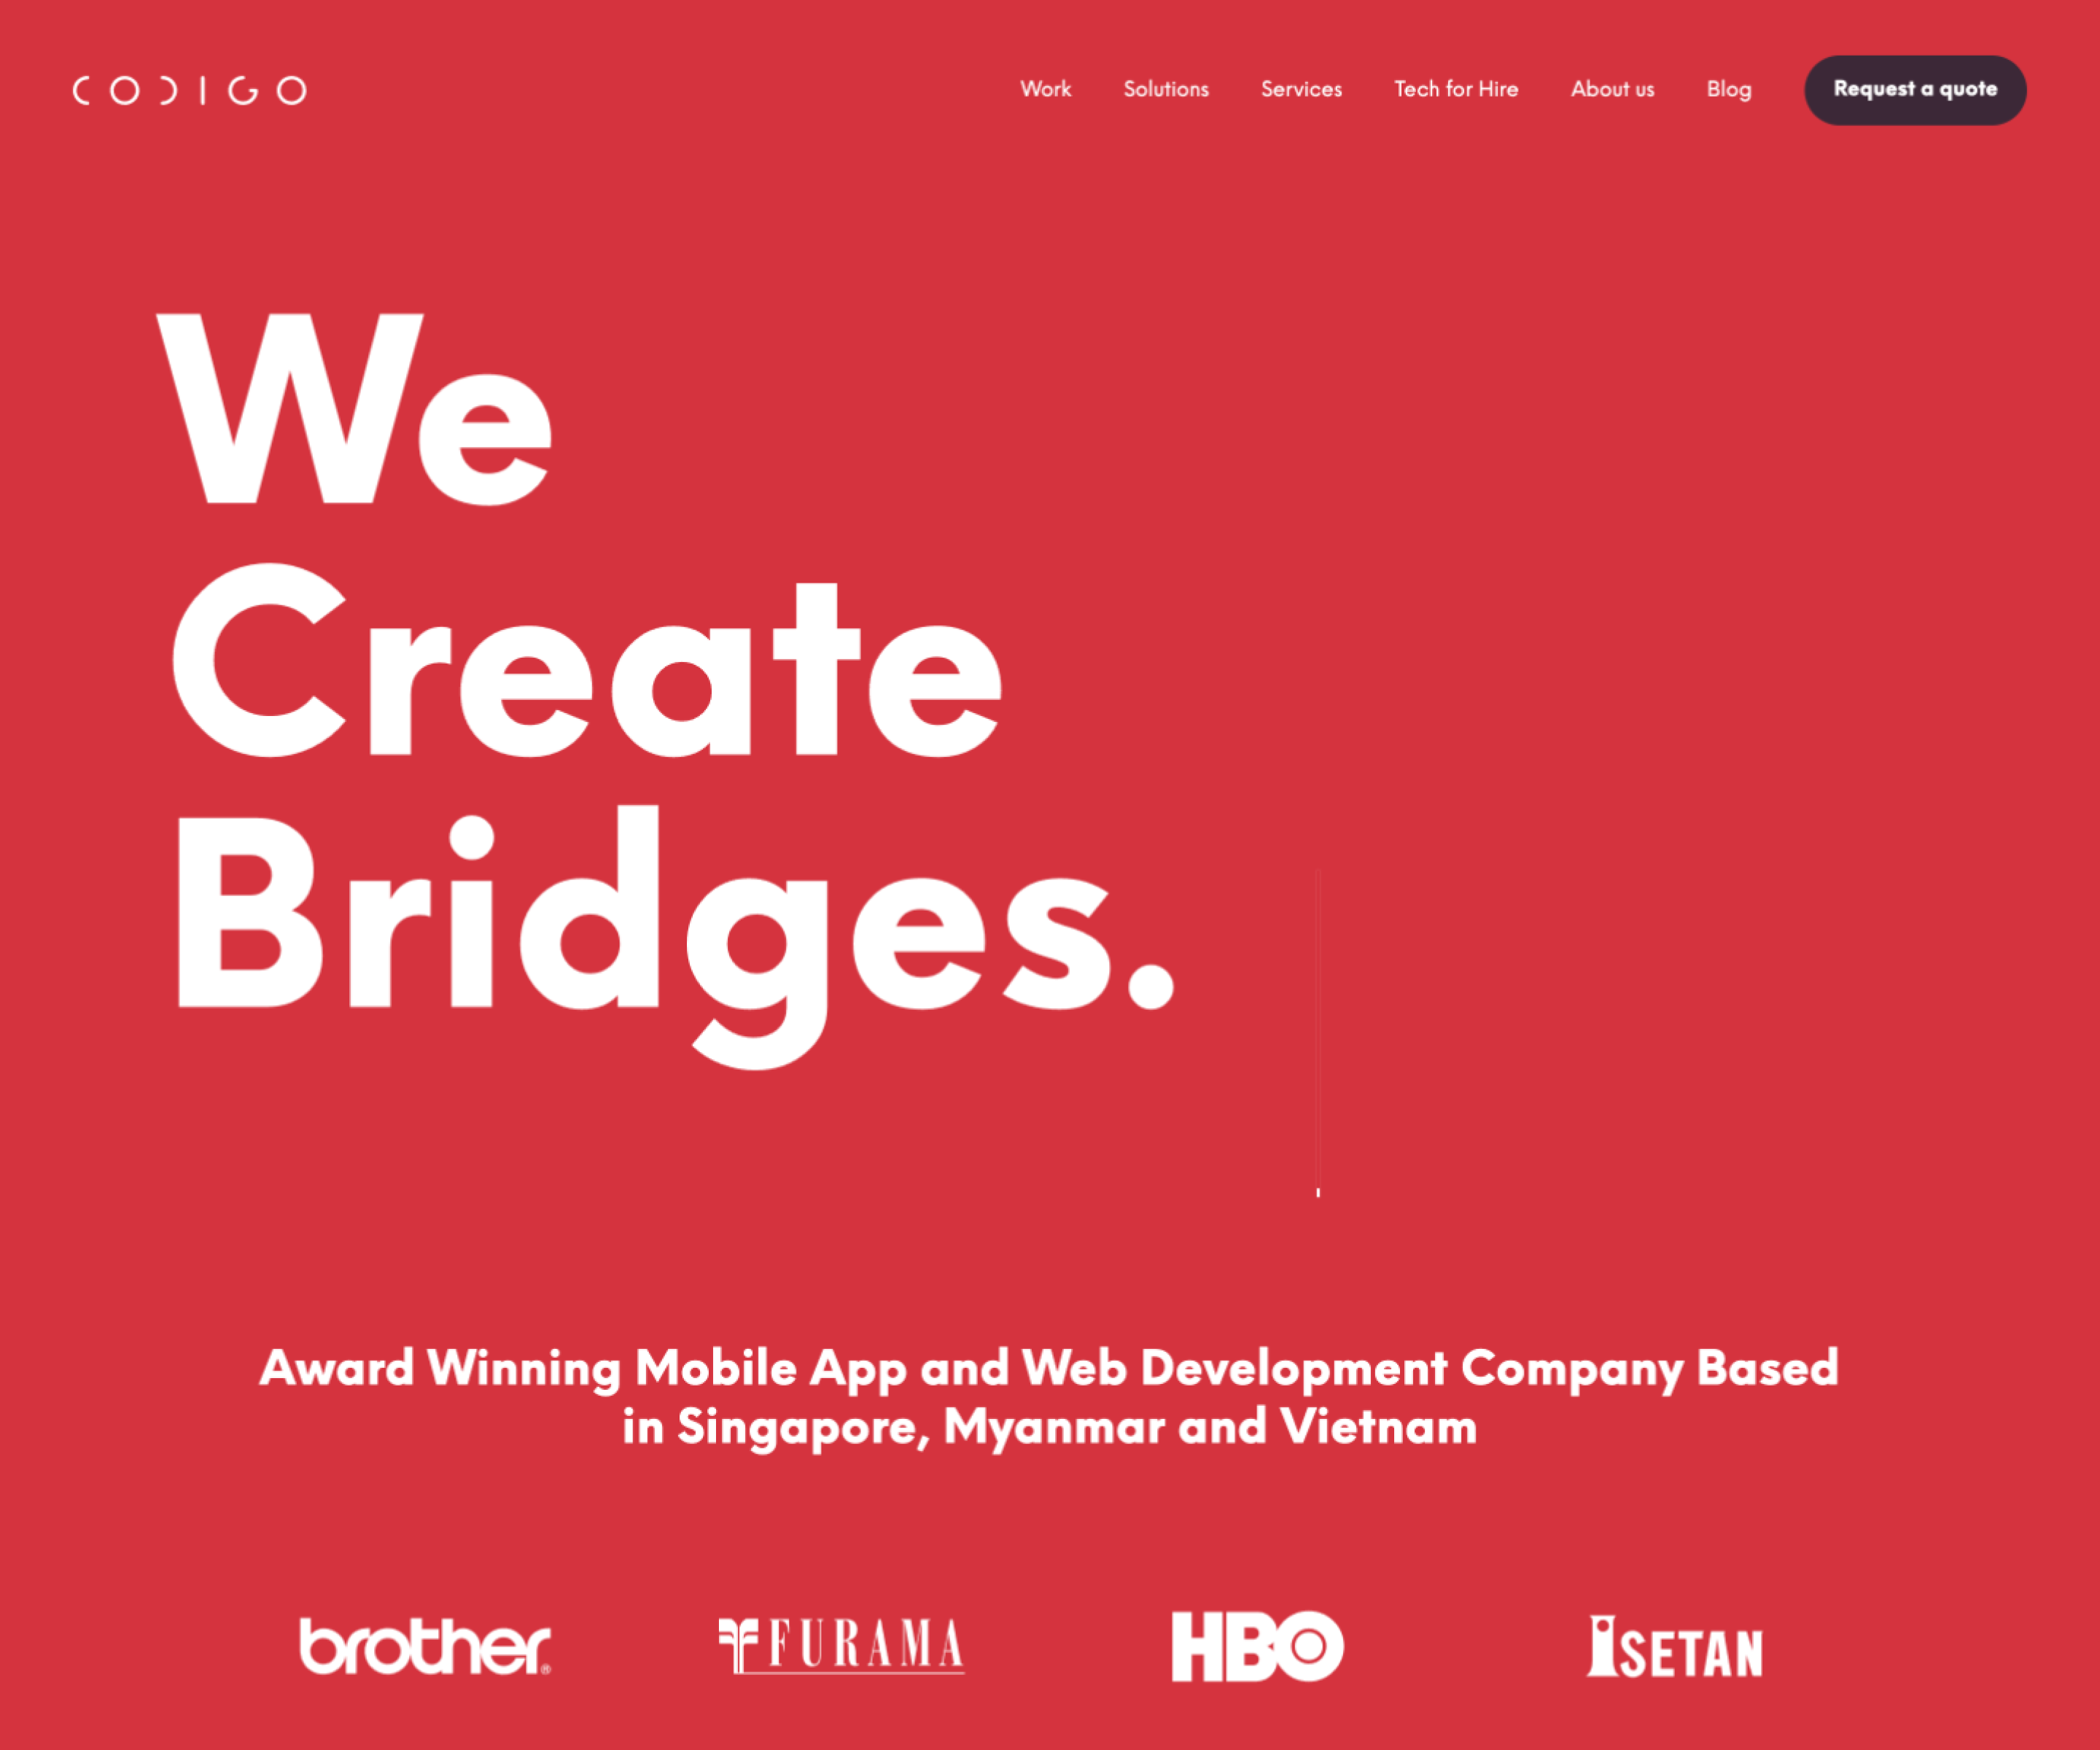 CODIGO
Work Solutions Services Tech for Hire About us Blog Request a quote
We
Create
Bridges.
Award Winning Mobile App and Web Development Company Based
in Singapore, Myanmar and Vietnam
brother® FURAMA HBO ISETAN